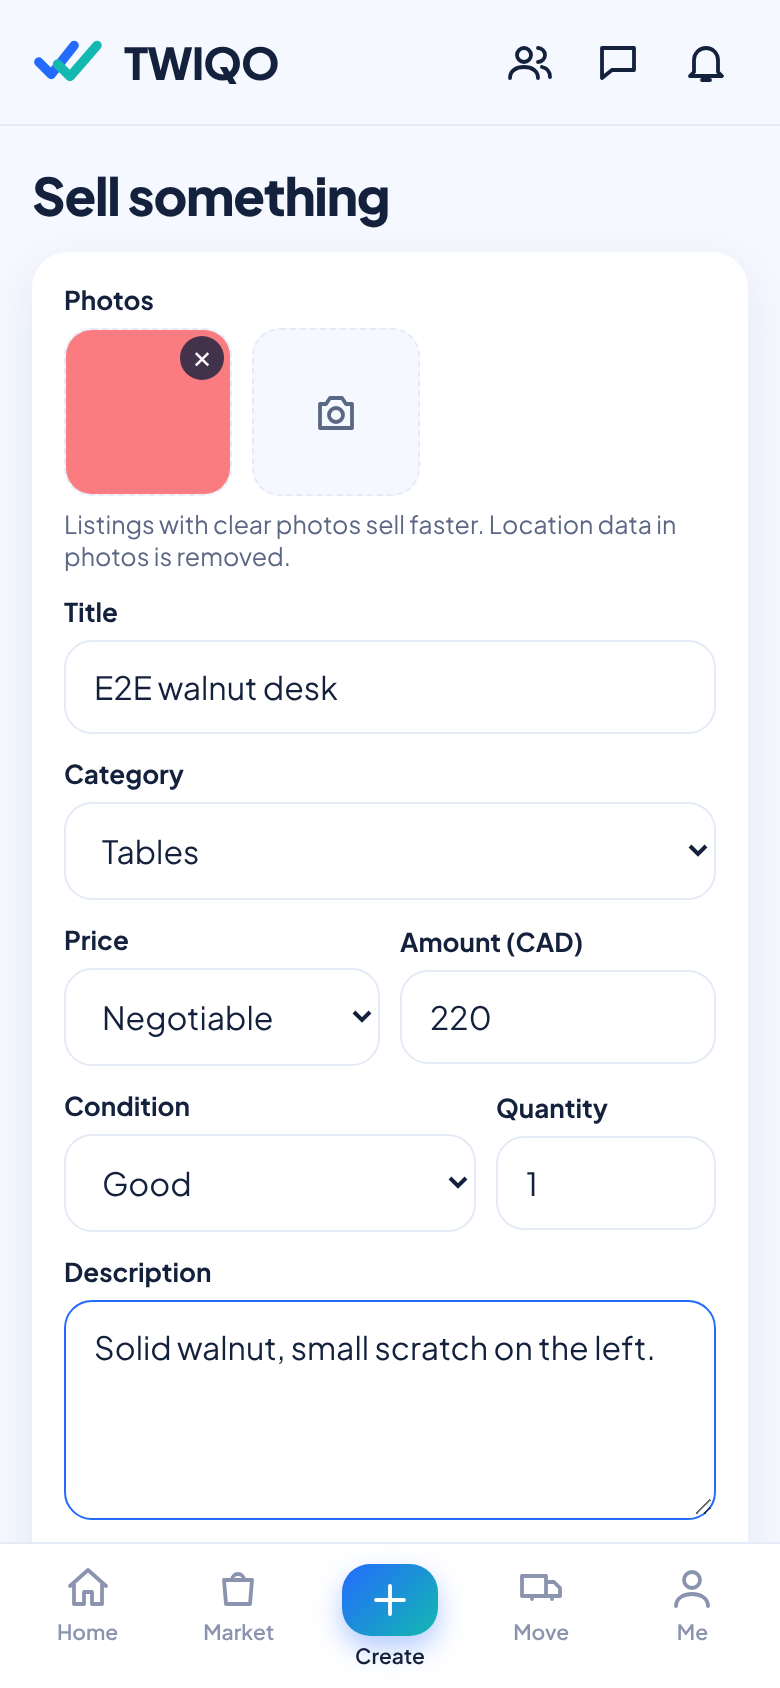 TWIQO
Sell something
Photos
Listings with clear photos sell faster. Location data in
photos is removed.
Title
E2E walnut desk
Category
Tables
Price
Amount (CAD)
Negotiable
220
Condition
Quantity
Good
1
Description
Solid walnut, small scratch on the left.
Home
Market
Create
Move
Me